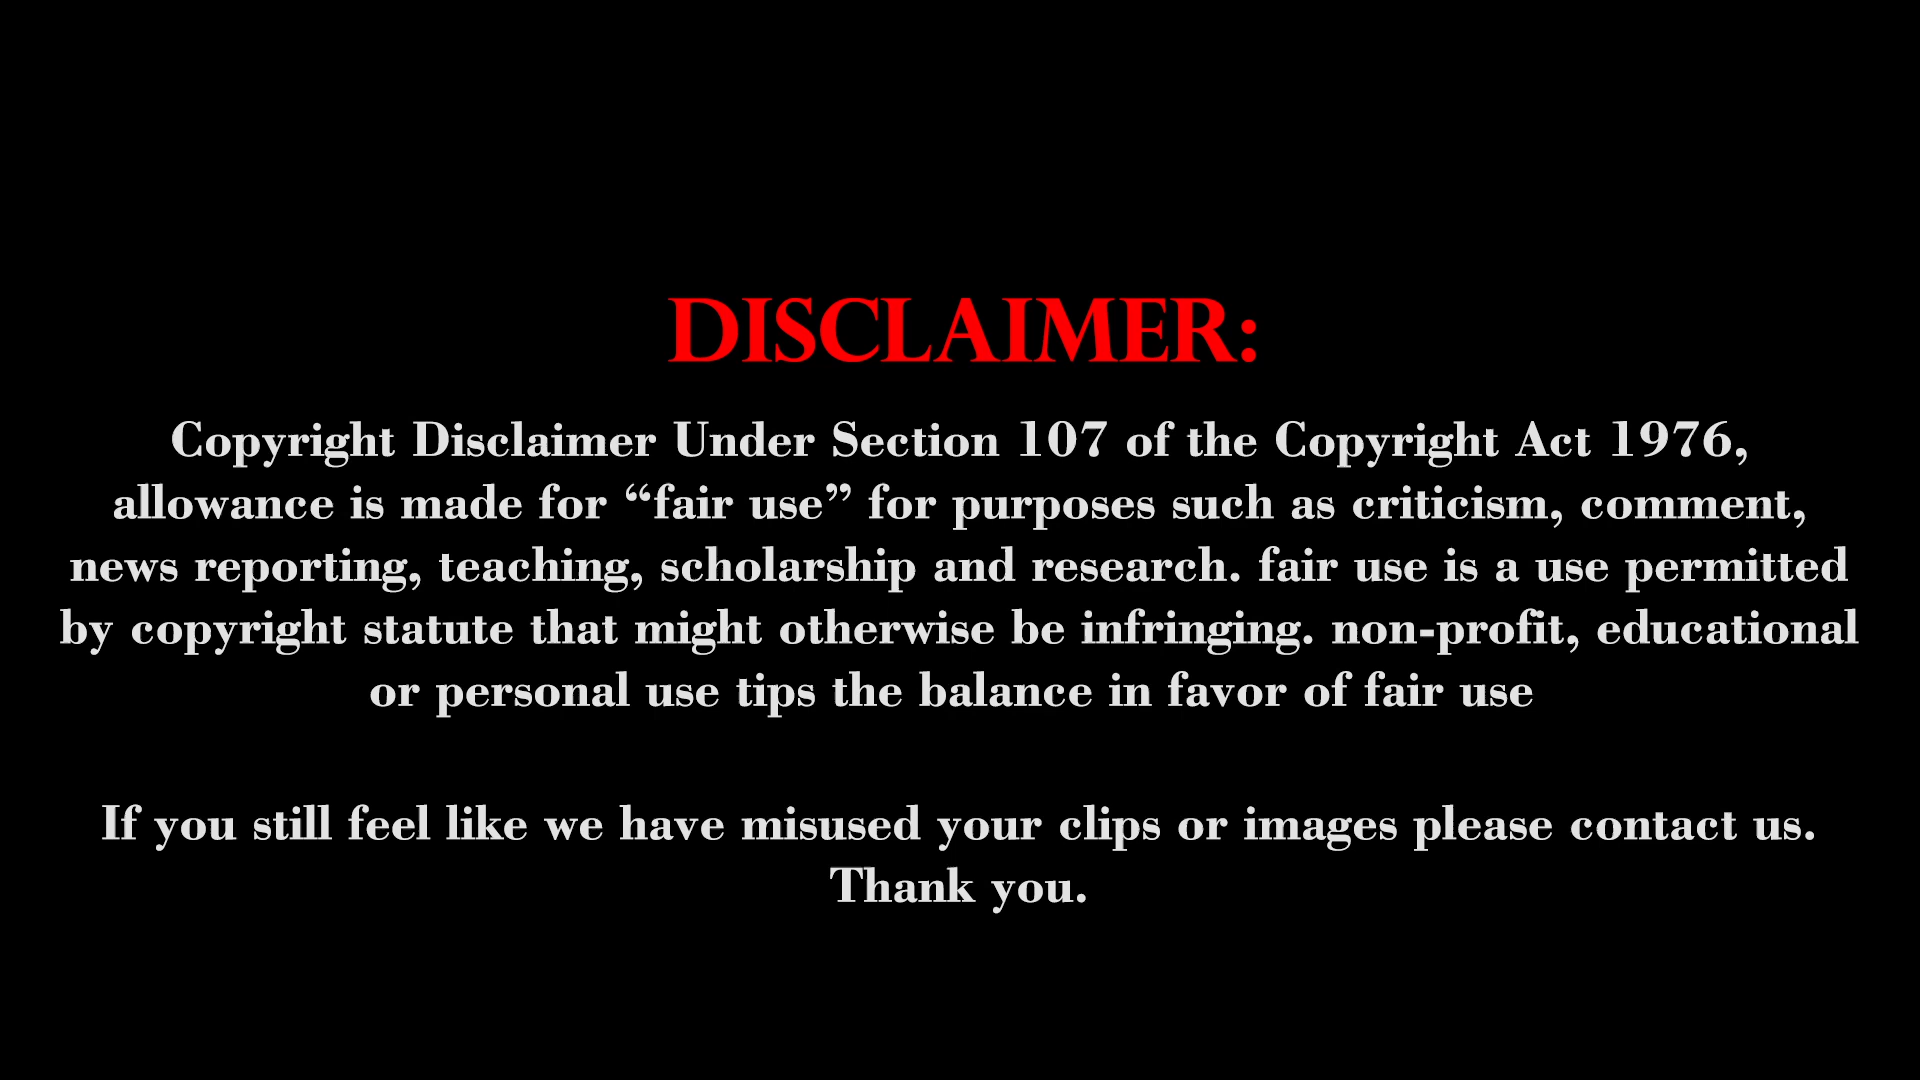 DISCLAIMER:
Copyright Disclaimer Under Section 107 of the Copyright Act 1976,
allowance is made for “fair use” for purposes such as criticism, comment,
news reporting, teaching, scholarship and research. fair use is a use permitted
by copyright statute that might otherwise be infringing. non-profit, educational
or personal use tips the balance in favor of fair use
If you still feel like we have misused your clips or images please contact us.
Thank you.